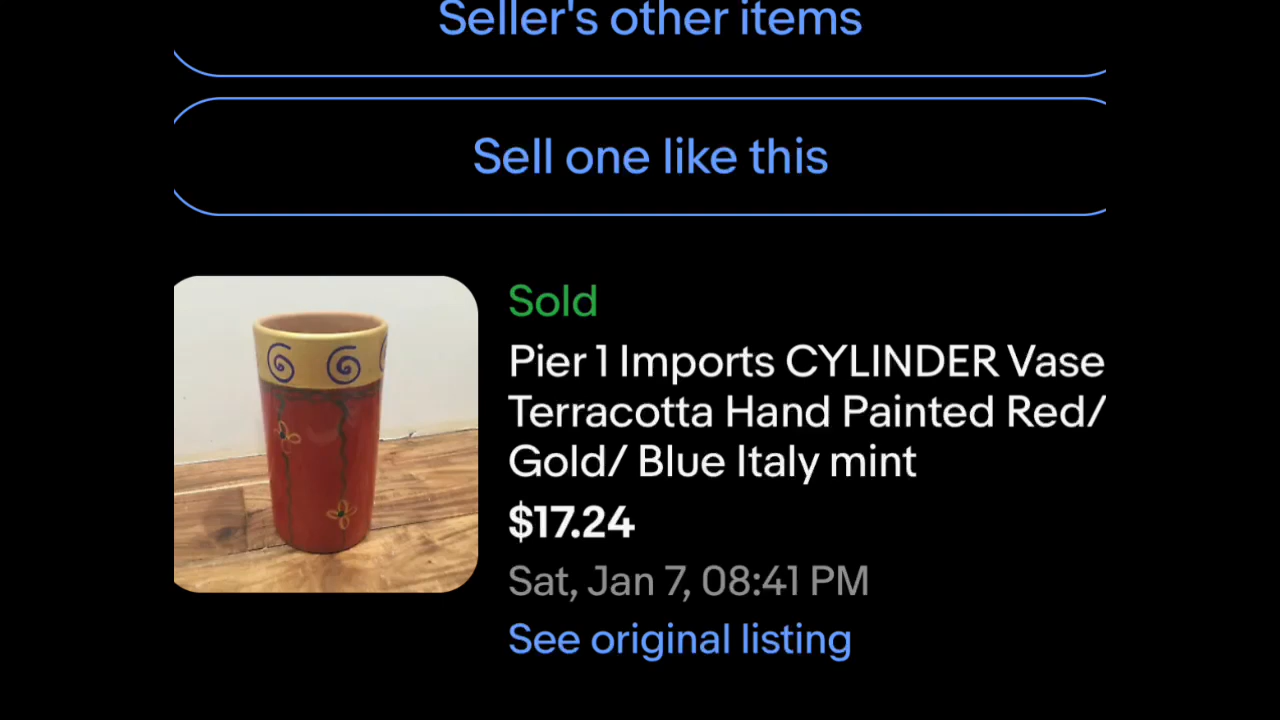 Seller's other items
Sell one like this
Sold
Pier 1 Imports CYLINDER Vase
Terracotta Hand Painted Red/
Gold/ Blue Italy mint
$17.24
Sat, Jan 7, 08:41 PM
See original listing